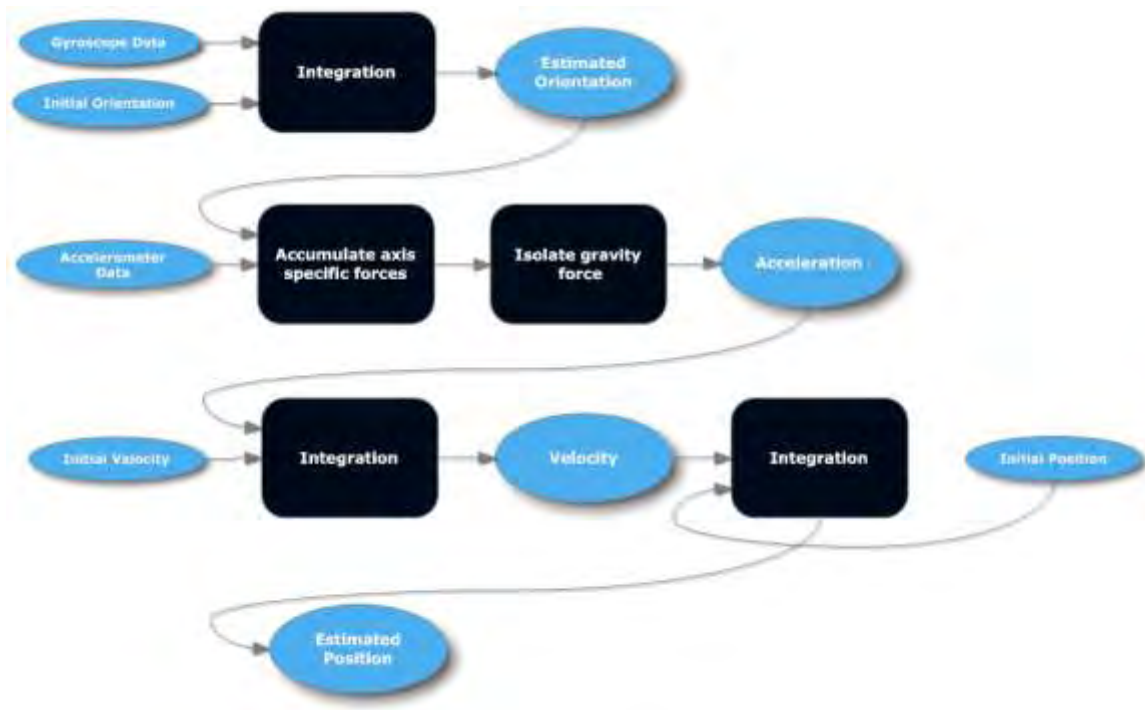 Gyroscope Data
Initial Orientation
Integration
Estimated
Orientation
Accelerometer
Data
Accumulate axis
specific forces
Isolate gravity
force
Acceleration
Initial Velocity
Integration
Velocity
Integration
Initial Position
Estimated
Position